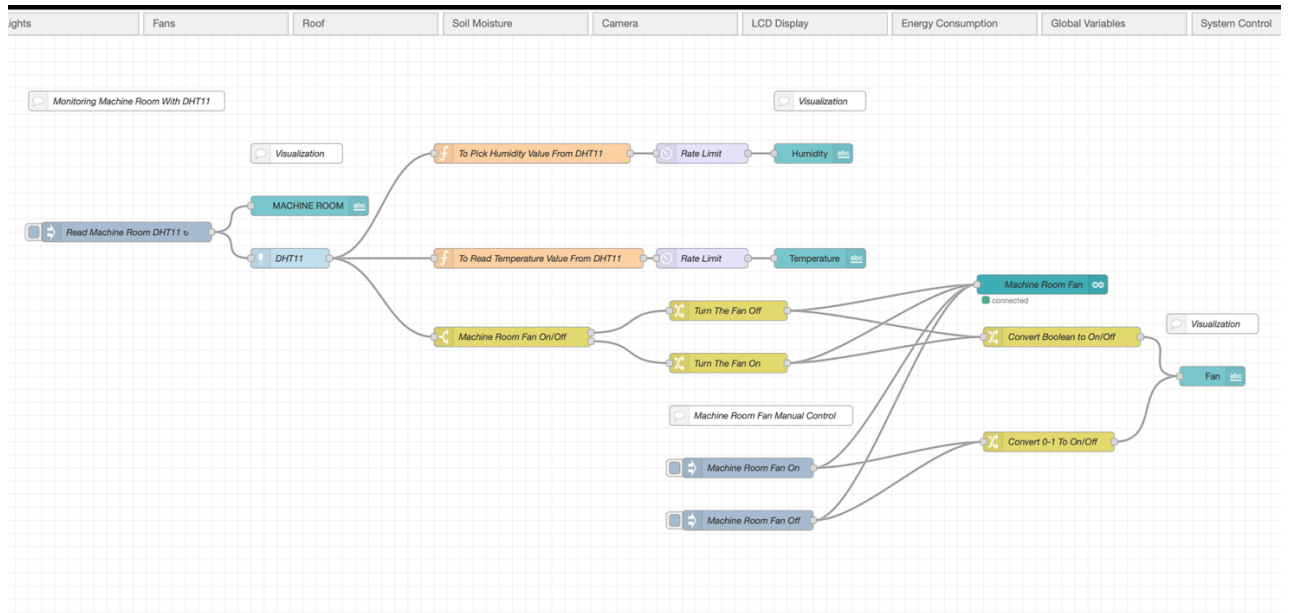 ights
Fans
Roof
Soil Moisture
Camera
LCD Display
Energy Consumption
Global Variables
System Control
Monitoring Machine Room With DHT11
Visualization
Visualization
To Pick Humidity Value From DHT11
Rate Limit
Humidity abc
MACHINE ROOM abc
Read Machine Room DHT11 ↻
DHT11
To Read Temperature Value From DHT11
Rate Limit
Temperature abc
Machine Room Fan
connected
Turn The Fan Off
Visualization
Machine Room Fan On/Off
Convert Boolean to On/Off
Turn The Fan On
Fan abc
Machine Room Fan Manual Control
Convert 0-1 To On/Off
Machine Room Fan On
Machine Room Fan Off